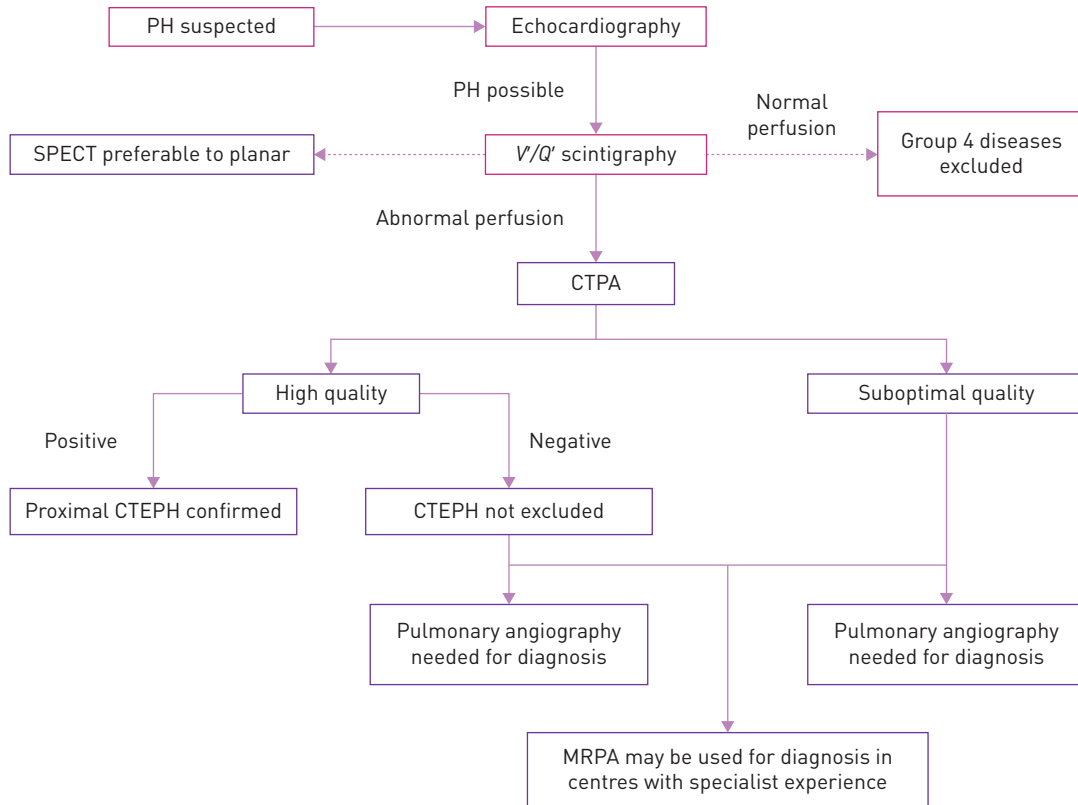 PH suspected
Echocardiography
PH possible
Normal
perfusion
SPECT preferable to planar
V′/Q′ scintigraphy
Group 4 diseases
excluded
Abnormal perfusion
CTPA
High quality
Suboptimal quality
Positive
Negative
Proximal CTEPH confirmed
CTEPH not excluded
Pulmonary angiography
needed for diagnosis
Pulmonary angiography
needed for diagnosis
MRPA may be used for diagnosis in
centres with specialist experience